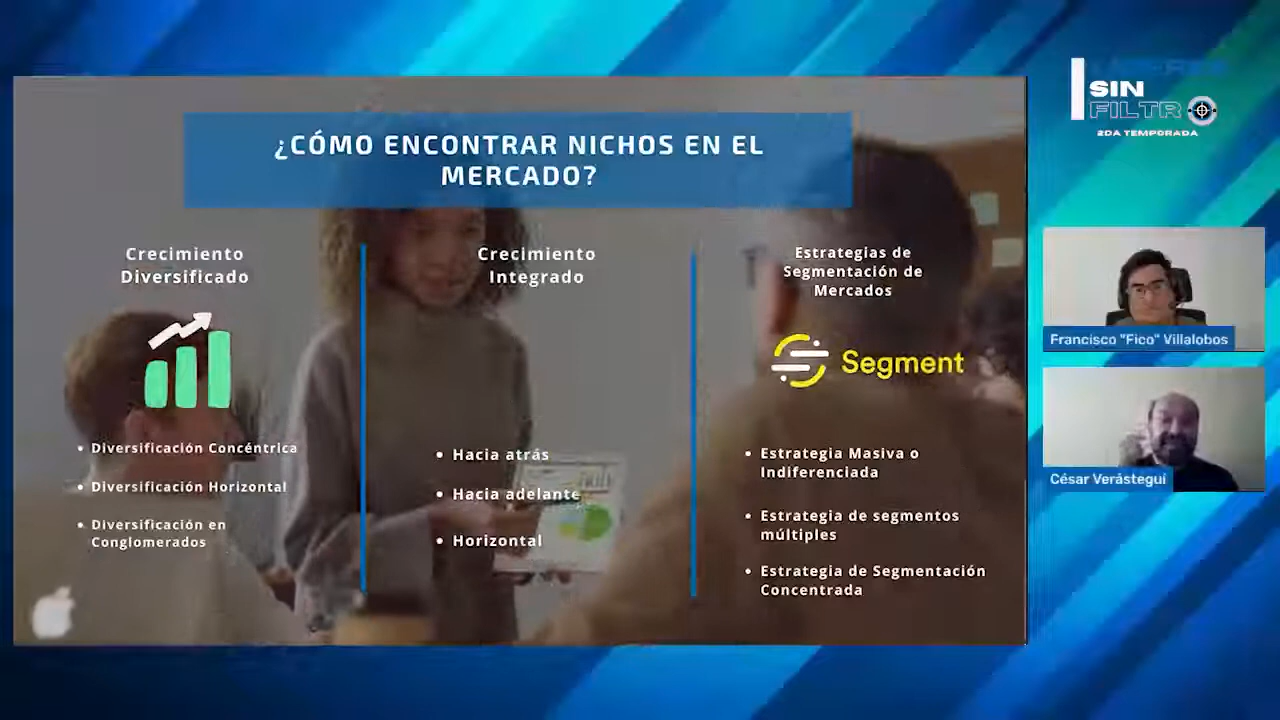 ¿CÓMO ENCONTRAR NICHOS EN EL
MERCADO?
Crecimiento
Diversificado
• Diversificación Concéntrica
• Diversificación Horizontal
• Diversificación en
Conglomerados
Crecimiento
Integrado
• Hacia atrás
• Hacia adelante
• Horizontal
Estrategias de
Segmentación de
Mercados
Segment
• Estrategia Masiva o
Indiferenciada
• Estrategia de segmentos
múltiples
• Estrategia de Segmentación
Concentrada
SIN
FILTRO
2DA TEMPORADA
Francisco "Fico" Villalobos
César Verástegui